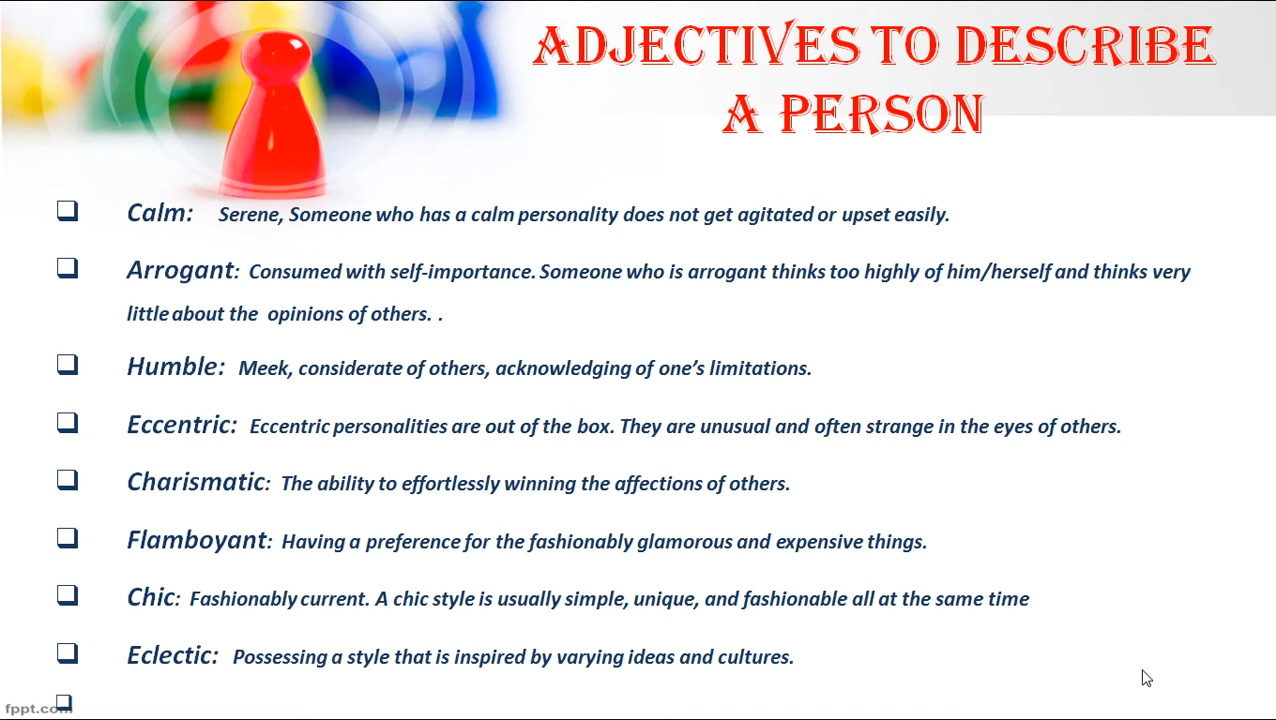 ADJECTIVES TO DESCRIBE
A PERSON
Calm: Serene, Someone who has a calm personality does not get agitated or upset easily.
Arrogant: Consumed with self-importance. Someone who is arrogant thinks too highly of him/herself and thinks very
little about the opinions of others. .
Humble: Meek, considerate of others, acknowledging of one’s limitations.
Eccentric: Eccentric personalities are out of the box. They are unusual and often strange in the eyes of others.
Charismatic: The ability to effortlessly winning the affections of others.
Flamboyant: Having a preference for the fashionably glamorous and expensive things.
Chic: Fashionably current. A chic style is usually simple, unique, and fashionable all at the same time
Eclectic: Possessing a style that is inspired by varying ideas and cultures.
fppt.com